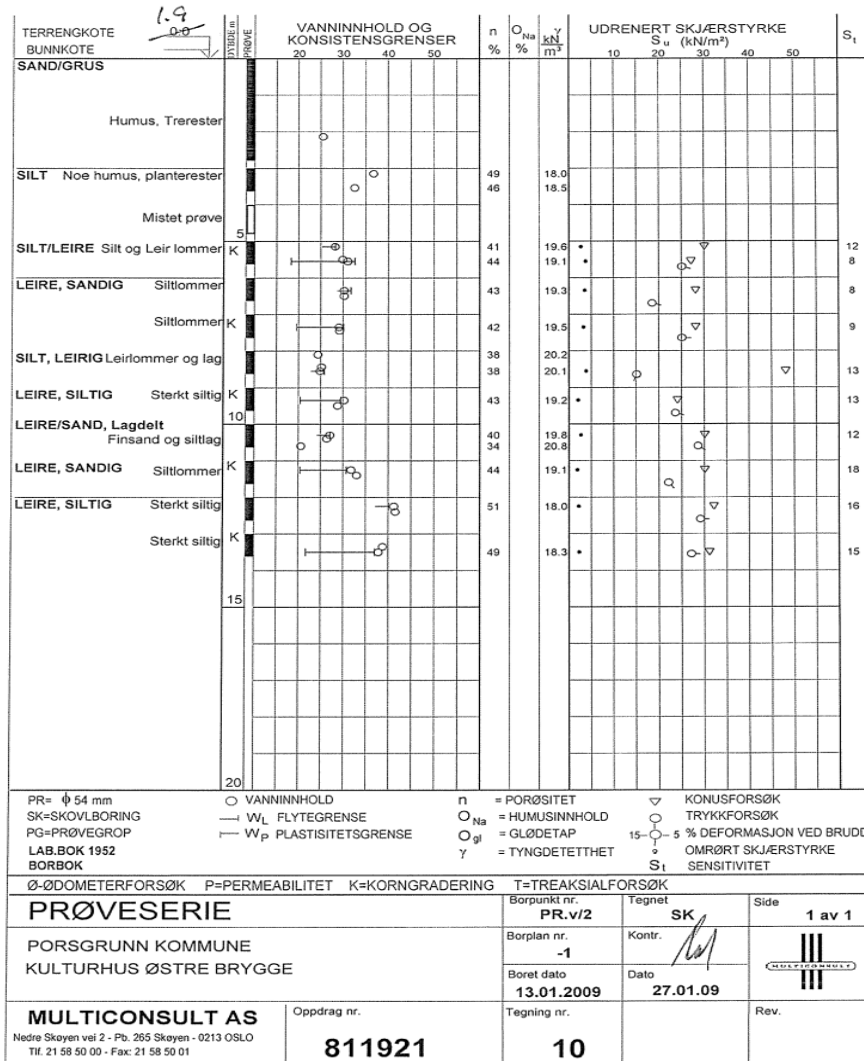 TERRENGKOTE 1.9
0.0
BUNNKOTE
DYBDE m
PRØVE
VANNINNHOLD OG
KONSISTENSGRENSER
20 30 40 50
n
%
O Na
%
γ
kN
m³
UDRENERT SKJÆRSTYRKE
S u (kN/m²)
10 20 30 40 50
S t
SAND/GRUS
Humus, Trerester
SILT Noe humus, planterester 49 18.0
46 18.5
Mistet prøve
5
SILT/LEIRE Silt og Leir lommer K 41 19.6 12
44 19.1 8
LEIRE, SANDIG Siltlommer 43 19.3 8
Siltlommer K 42 19.5 9
SILT, LEIRIG Leirlommer og lag 38 20.2
38 20.1 13
LEIRE, SILTIG Sterkt siltig K 43 19.2 13
10
LEIRE/SAND, Lagdelt 40 19.8 12
Finsand og siltlag 34 20.8
LEIRE, SANDIG Siltlommer K 44 19.1 18
LEIRE, SILTIG Sterkt siltig 51 18.0 16
Sterkt siltig K 49 18.3 15
15
20
PR= ϕ 54 mm
SK=SKOVLBORING
PG=PRØVEGROP
LAB.BOK 1952
BORBOK
VANNINNHOLD
W L FLYTEGRENSE
W P PLASTISITETSGRENSE
n = PORØSITET
O Na = HUMUSINNHOLD
O gl = GLØDETAP
γ = TYNGDETETTHET
KONUSFORSØK
TRYKKFORSØK
15 5 % DEFORMASJON VED BRUDD
OMRØRT SKJÆRSTYRKE
S t SENSITIVITET
Ø-ØDOMETERFORSØK P=PERMEABILITET K=KORNGRADERING T=TREAKSIALFORSØK
PRØVESERIE
Borpunkt nr.
PR.v/2
Tegnet
SK
Side
1 av 1
PORSGRUNN KOMMUNE
KULTURHUS ØSTRE BRYGGE
Borplan nr.
-1
Kontr.
MULTICONSULT
Boret dato
13.01.2009
Dato
27.01.09
MULTICONSULT AS
Nedre Skøyen vei 2 - Pb. 265 Skøyen - 0213 OSLO
Tlf. 21 58 50 00 - Fax: 21 58 50 01
Oppdrag nr.
811921
Tegning nr.
10
Rev.